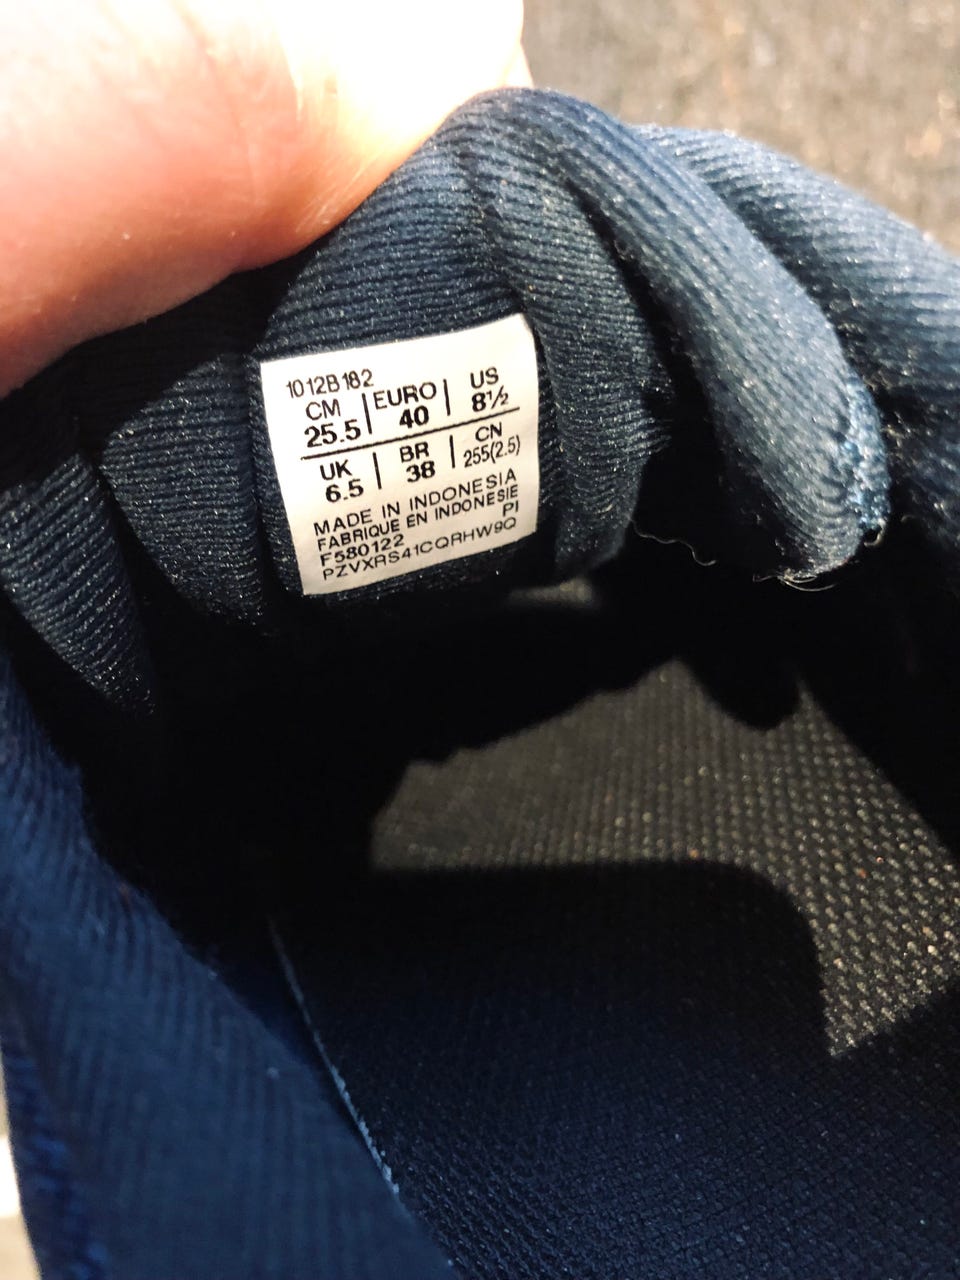 1012B182
CM | EURO | US
25.5 | 40 | 8½
UK | BR | CN
6.5 | 38 | 255(2.5)
MADE IN INDONESIA
FABRIQUE EN INDONESIE
F580122 PI
PZVXRS41CQRHW9Q